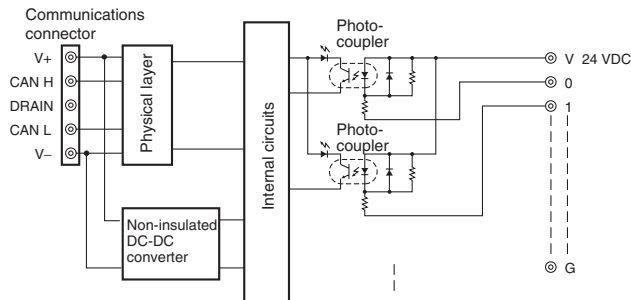 Communications
connector
V+
CAN H
DRAIN
CAN L
V–
Physical layer
Non-insulated
DC-DC
converter
Internal circuits
Photo-
coupler
Photo-
coupler
V 24 VDC
0
1
G